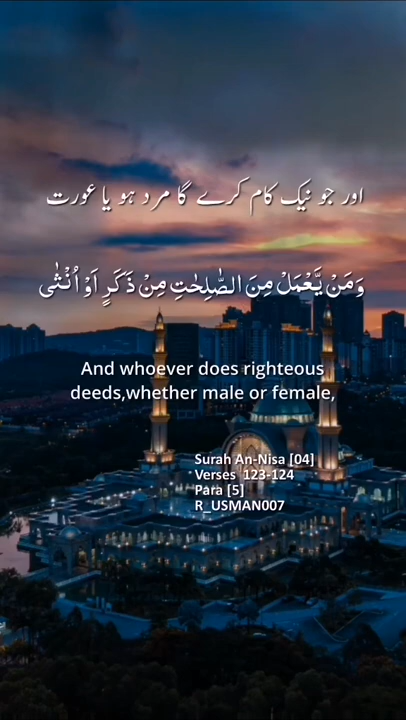 اور جو نیک کام کرے گا مرد ہو یا عورت
وَمَنْ يَّعْمَلْ مِنَ الصّٰلِحٰتِ مِنْ ذَكَرٍ اَوْ اُنْثٰى
And whoever does righteous
deeds,whether male or female,
Surah An-Nisa [04]
Verses 123-124
Para [5]
R_USMAN007